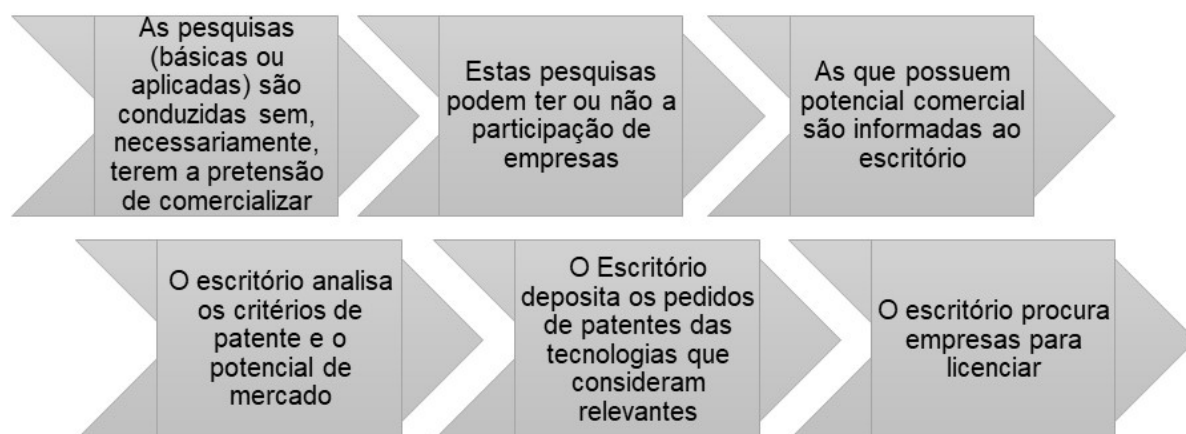 As pesquisas
(básicas ou
aplicadas) são
conduzidas sem,
necessariamente,
terem a pretensão
de comercializar
Estas pesquisas
podem ter ou não a
participação de
empresas
As que possuem
potencial comercial
são informadas ao
escritório
O escritório analisa
os critérios de
patente e o
potencial de
mercado
O Escritório
deposita os pedidos
de patentes das
tecnologias que
consideram
relevantes
O escritório procura
empresas para
licenciar